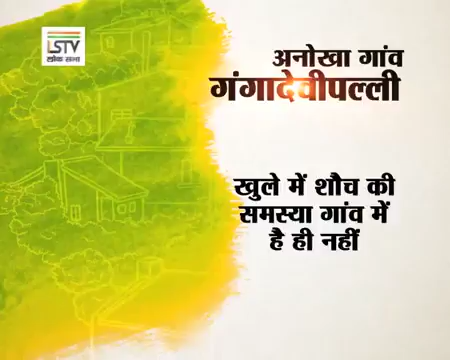 LSTV
लोक सभा
अनोखा गांव
गंगादेवीपल्ली
खुले में शौच की
समस्या गांव में
है ही नहीं